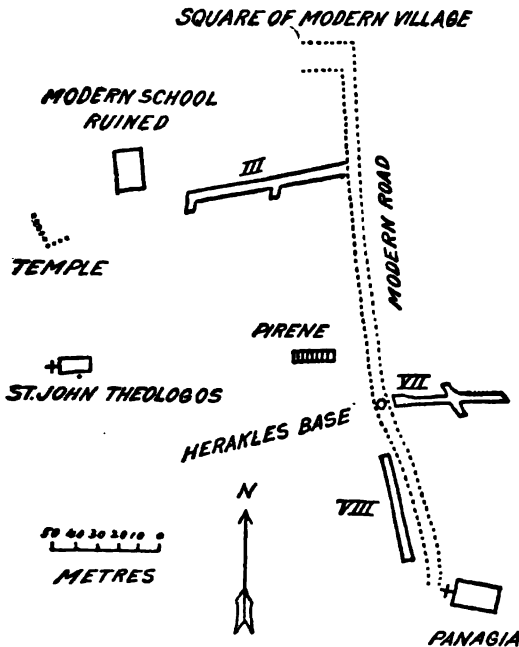 SQUARE OF MODERN VILLAGE
MODERN SCHOOL
RUINED
III
MODERN ROAD
TEMPLE
PIRENE
ST. JOHN THEOLOGOS
VII
HERAKLES BASE
N
VIII
50 40 30 20 10 0
METRES
PANAGIA